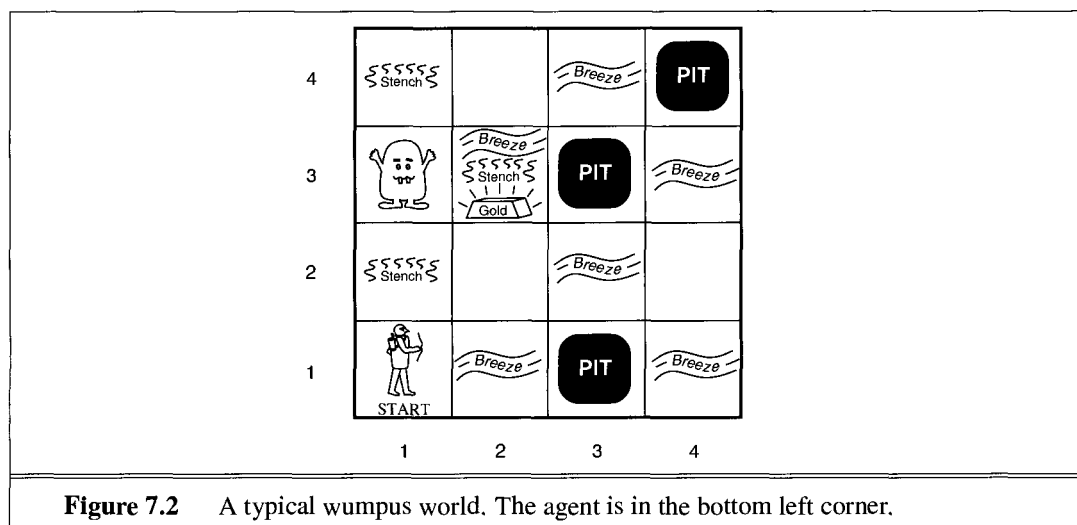 4 Stench Breeze PIT
Breeze
3 Stench PIT Breeze
Gold
2 Stench Breeze
1 Breeze PIT Breeze
START
1 2 3 4
Figure 7.2 A typical wumpus world. The agent is in the bottom left corner.